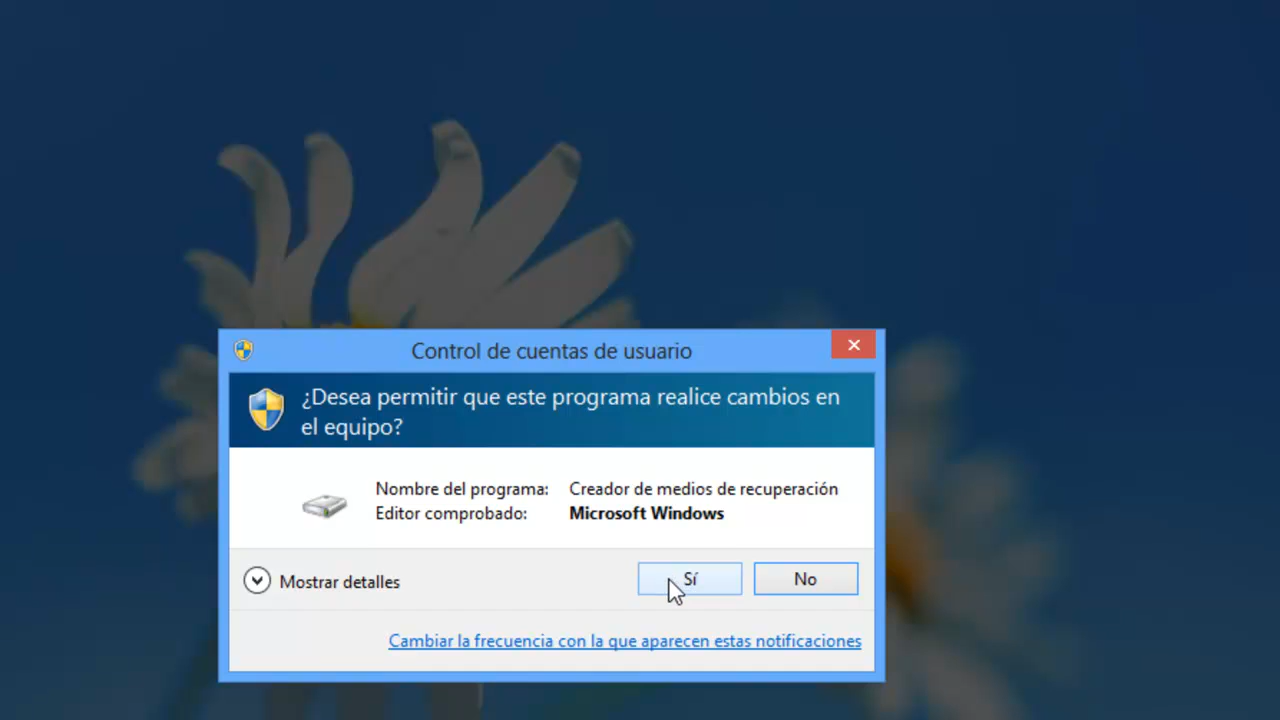 Control de cuentas de usuario
¿Desea permitir que este programa realice cambios en
el equipo?
Nombre del programa: Creador de medios de recuperación
Editor comprobado: Microsoft Windows
Mostrar detalles
Sí
No
Cambiar la frecuencia con la que aparecen estas notificaciones